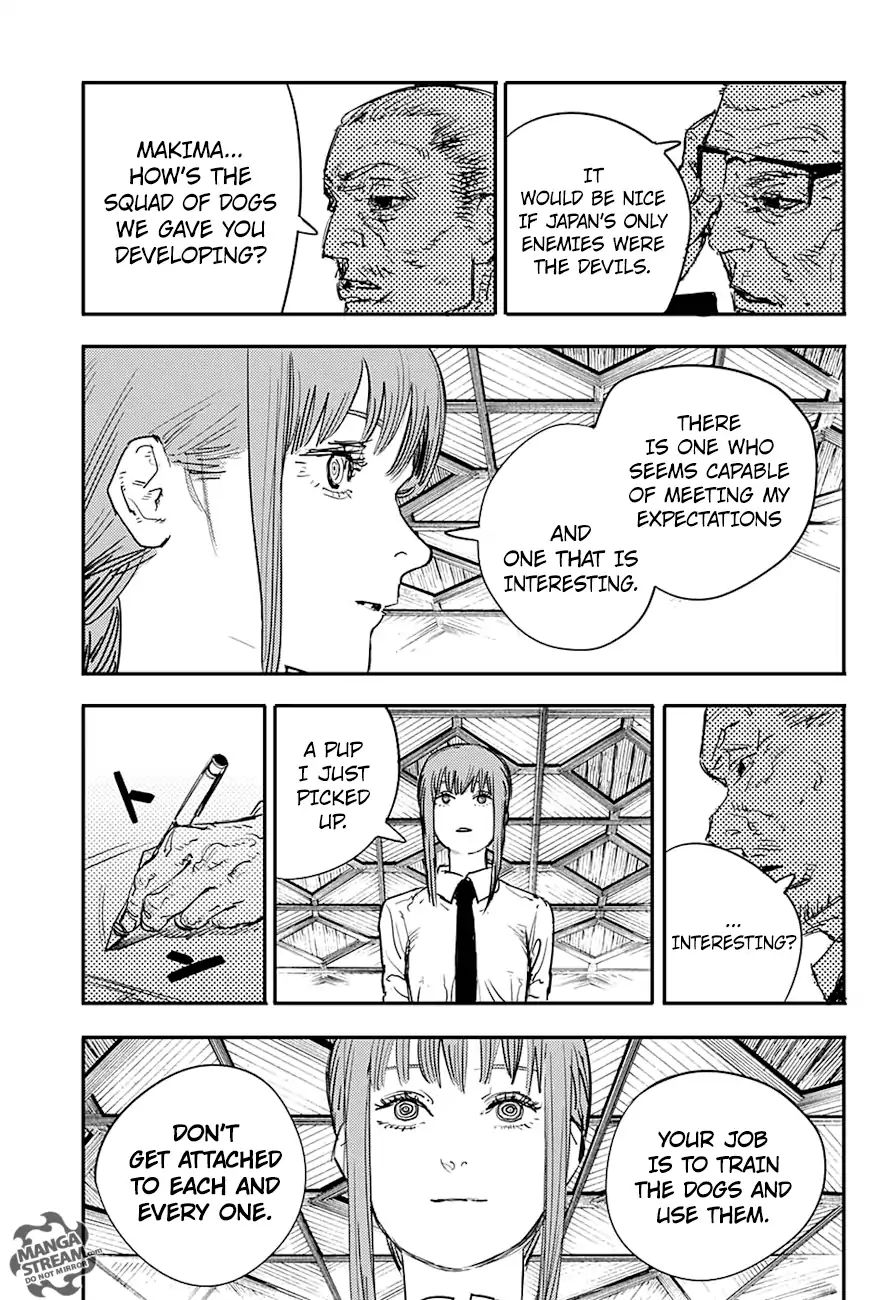 IT
WOULD BE NICE
IF JAPAN'S ONLY
ENEMIES WERE
THE DEVILS.
MAKIMA...
HOW'S THE
SQUAD OF DOGS
WE GAVE YOU
DEVELOPING?
THERE
IS ONE WHO
SEEMS CAPABLE
OF MEETING MY
EXPECTATIONS
AND
ONE THAT IS
INTERESTING.
...
INTERESTING?
A PUP
I JUST
PICKED
UP.
ト
ン
YOUR JOB
IS TO TRAIN
THE DOGS AND
USE THEM.
DON'T
GET ATTACHED
TO EACH AND
EVERY ONE.
MANGA
STREAM.com
DO NOT MIRROR!